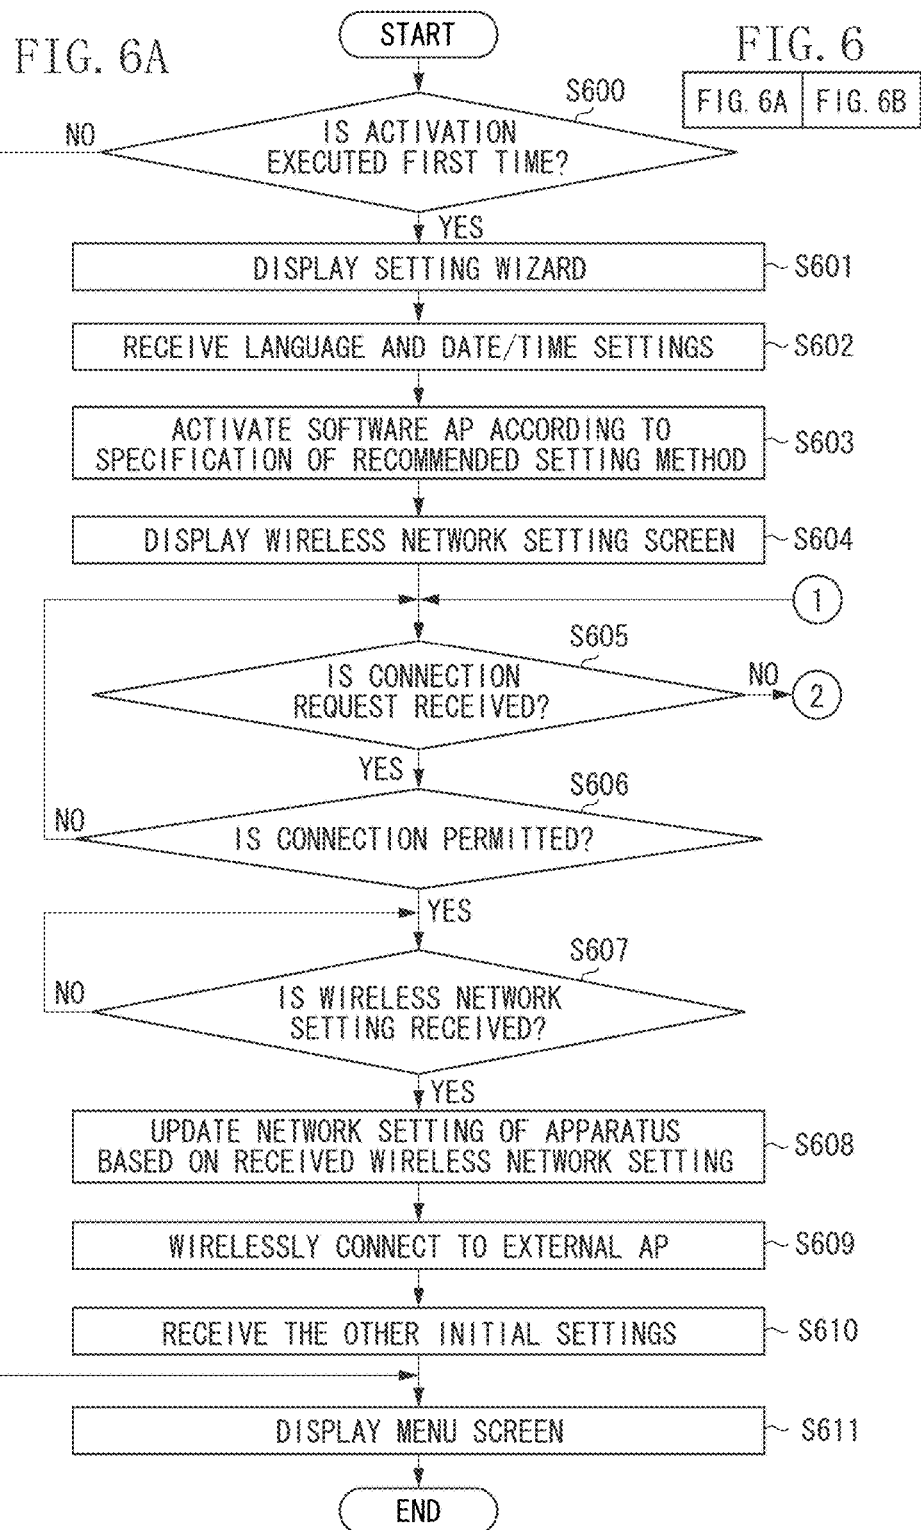 FIG. 6A
START
FIG. 6
FIG. 6A
FIG. 6B
S600
NO
IS ACTIVATION
EXECUTED FIRST TIME?
YES
DISPLAY SETTING WIZARD
S601
RECEIVE LANGUAGE AND DATE/TIME SETTINGS
S602
ACTIVATE SOFTWARE AP ACCORDING TO
SPECIFICATION OF RECOMMENDED SETTING METHOD
S603
DISPLAY WIRELESS NETWORK SETTING SCREEN
S604
1
S605
IS CONNECTION
REQUEST RECEIVED?
NO
2
YES
S606
NO
IS CONNECTION PERMITTED?
YES
S607
NO
IS WIRELESS NETWORK
SETTING RECEIVED?
YES
UPDATE NETWORK SETTING OF APPARATUS
BASED ON RECEIVED WIRELESS NETWORK SETTING
S608
WIRELESSLY CONNECT TO EXTERNAL AP
S609
RECEIVE THE OTHER INITIAL SETTINGS
S610
DISPLAY MENU SCREEN
S611
END